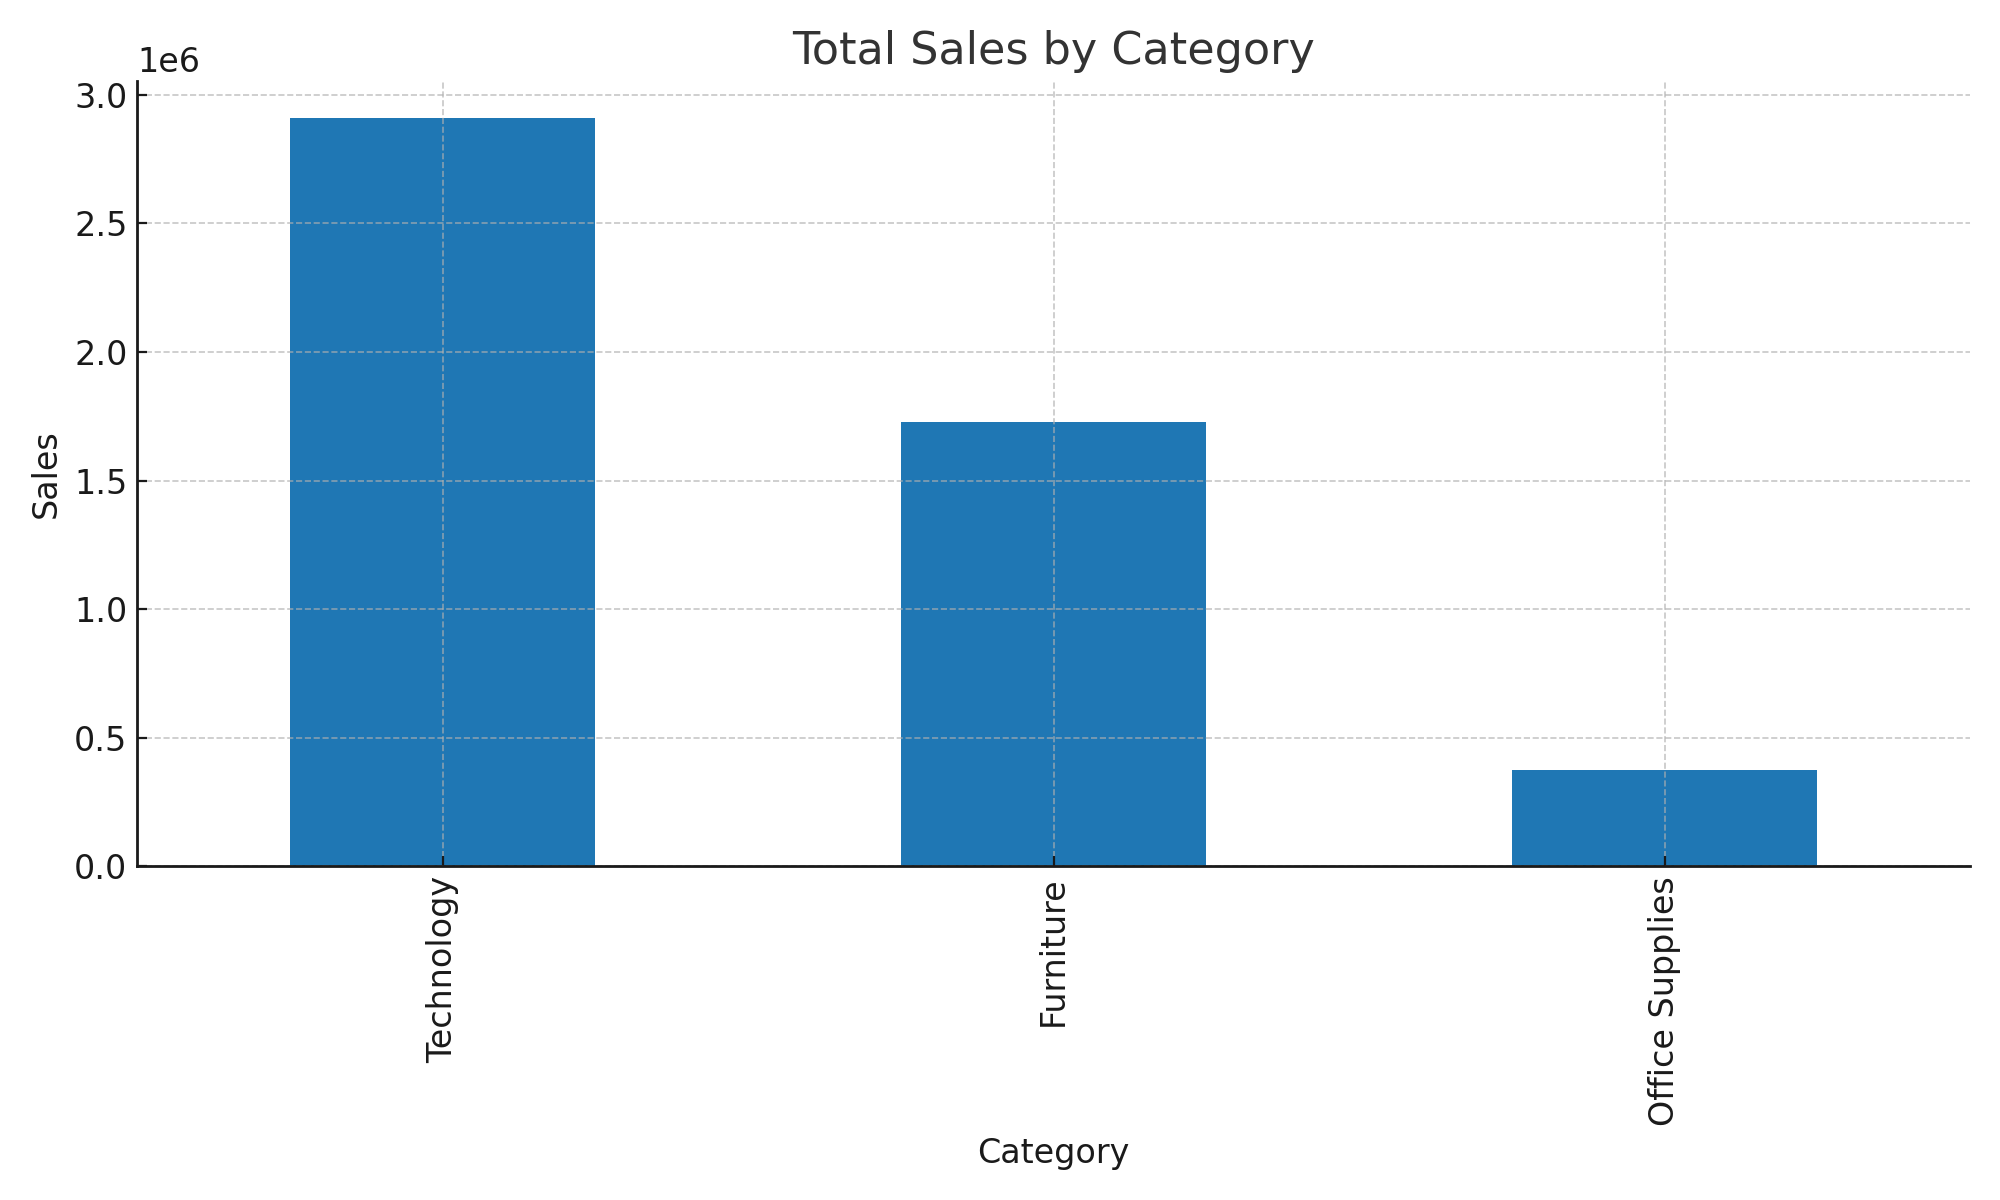 Total Sales by Category
1e6
3.0
2.5
2.0
1.5
1.0
0.5
0.0
Sales
Technology
Furniture
Office Supplies
Category